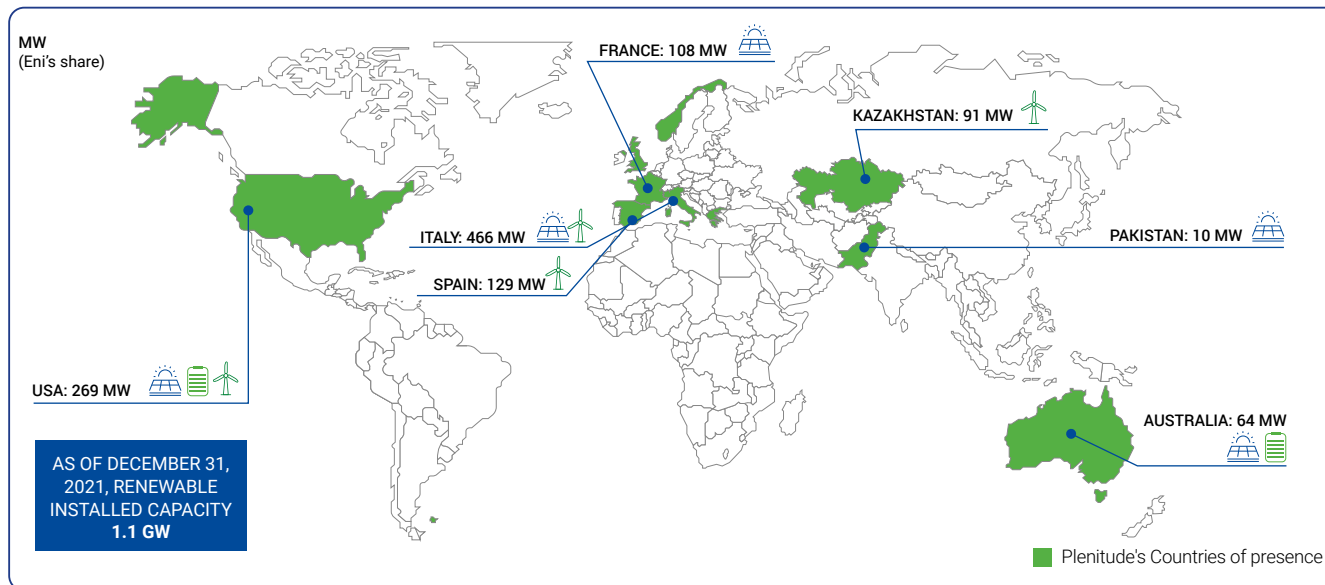 MW
(Eni's share)
FRANCE: 108 MW
KAZAKHSTAN: 91 MW
ITALY: 466 MW
PAKISTAN: 10 MW
SPAIN: 129 MW
USA: 269 MW
AUSTRALIA: 64 MW
AS OF DECEMBER 31,
2021, RENEWABLE
INSTALLED CAPACITY
1.1 GW
Plenitude's Countries of presence